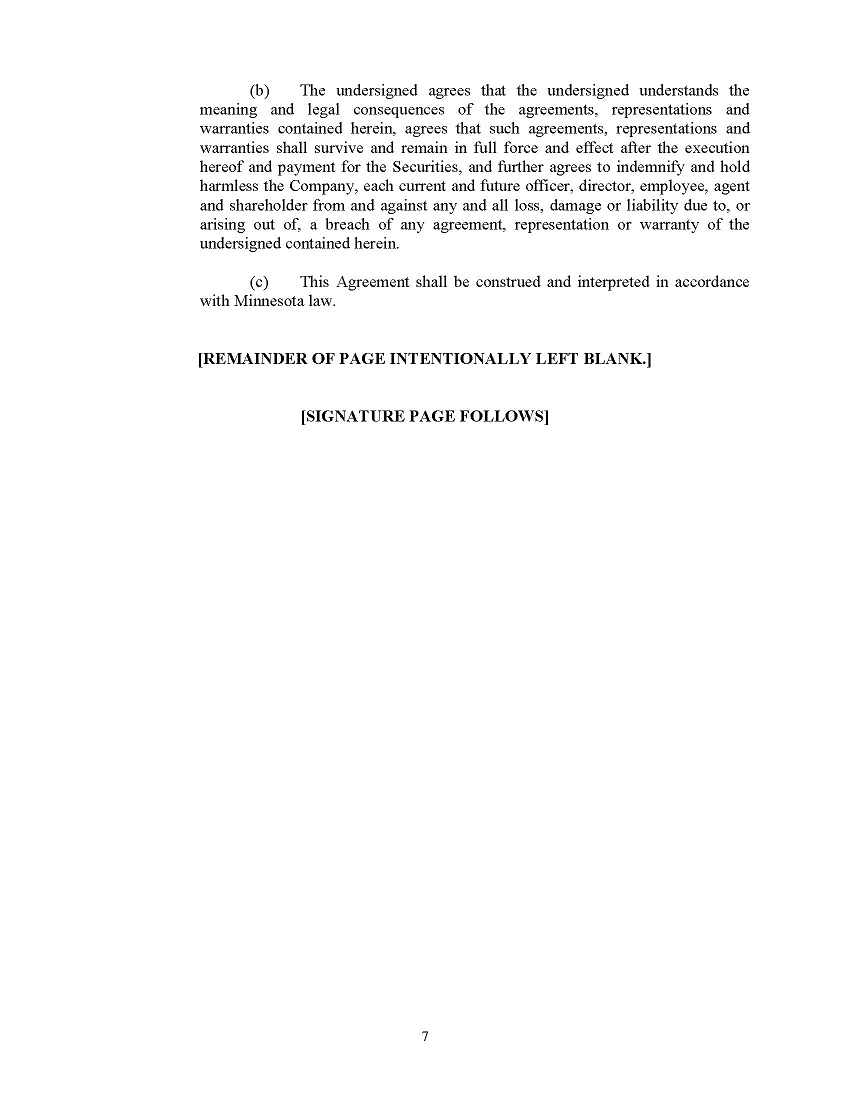 (b) The undersigned agrees that the undersigned understands the
meaning and legal consequences of the agreements, representations and
warranties contained herein, agrees that such agreements, representations and
warranties shall survive and remain in full force and effect after the execution
hereof and payment for the Securities, and further agrees to indemnify and hold
harmless the Company, each current and future officer, director, employee, agent
and shareholder from and against any and all loss, damage or liability due to, or
arising out of, a breach of any agreement, representation or warranty of the
undersigned contained herein.
(c) This Agreement shall be construed and interpreted in accordance
with Minnesota law.
[REMAINDER OF PAGE INTENTIONALLY LEFT BLANK.]
[SIGNATURE PAGE FOLLOWS]
7